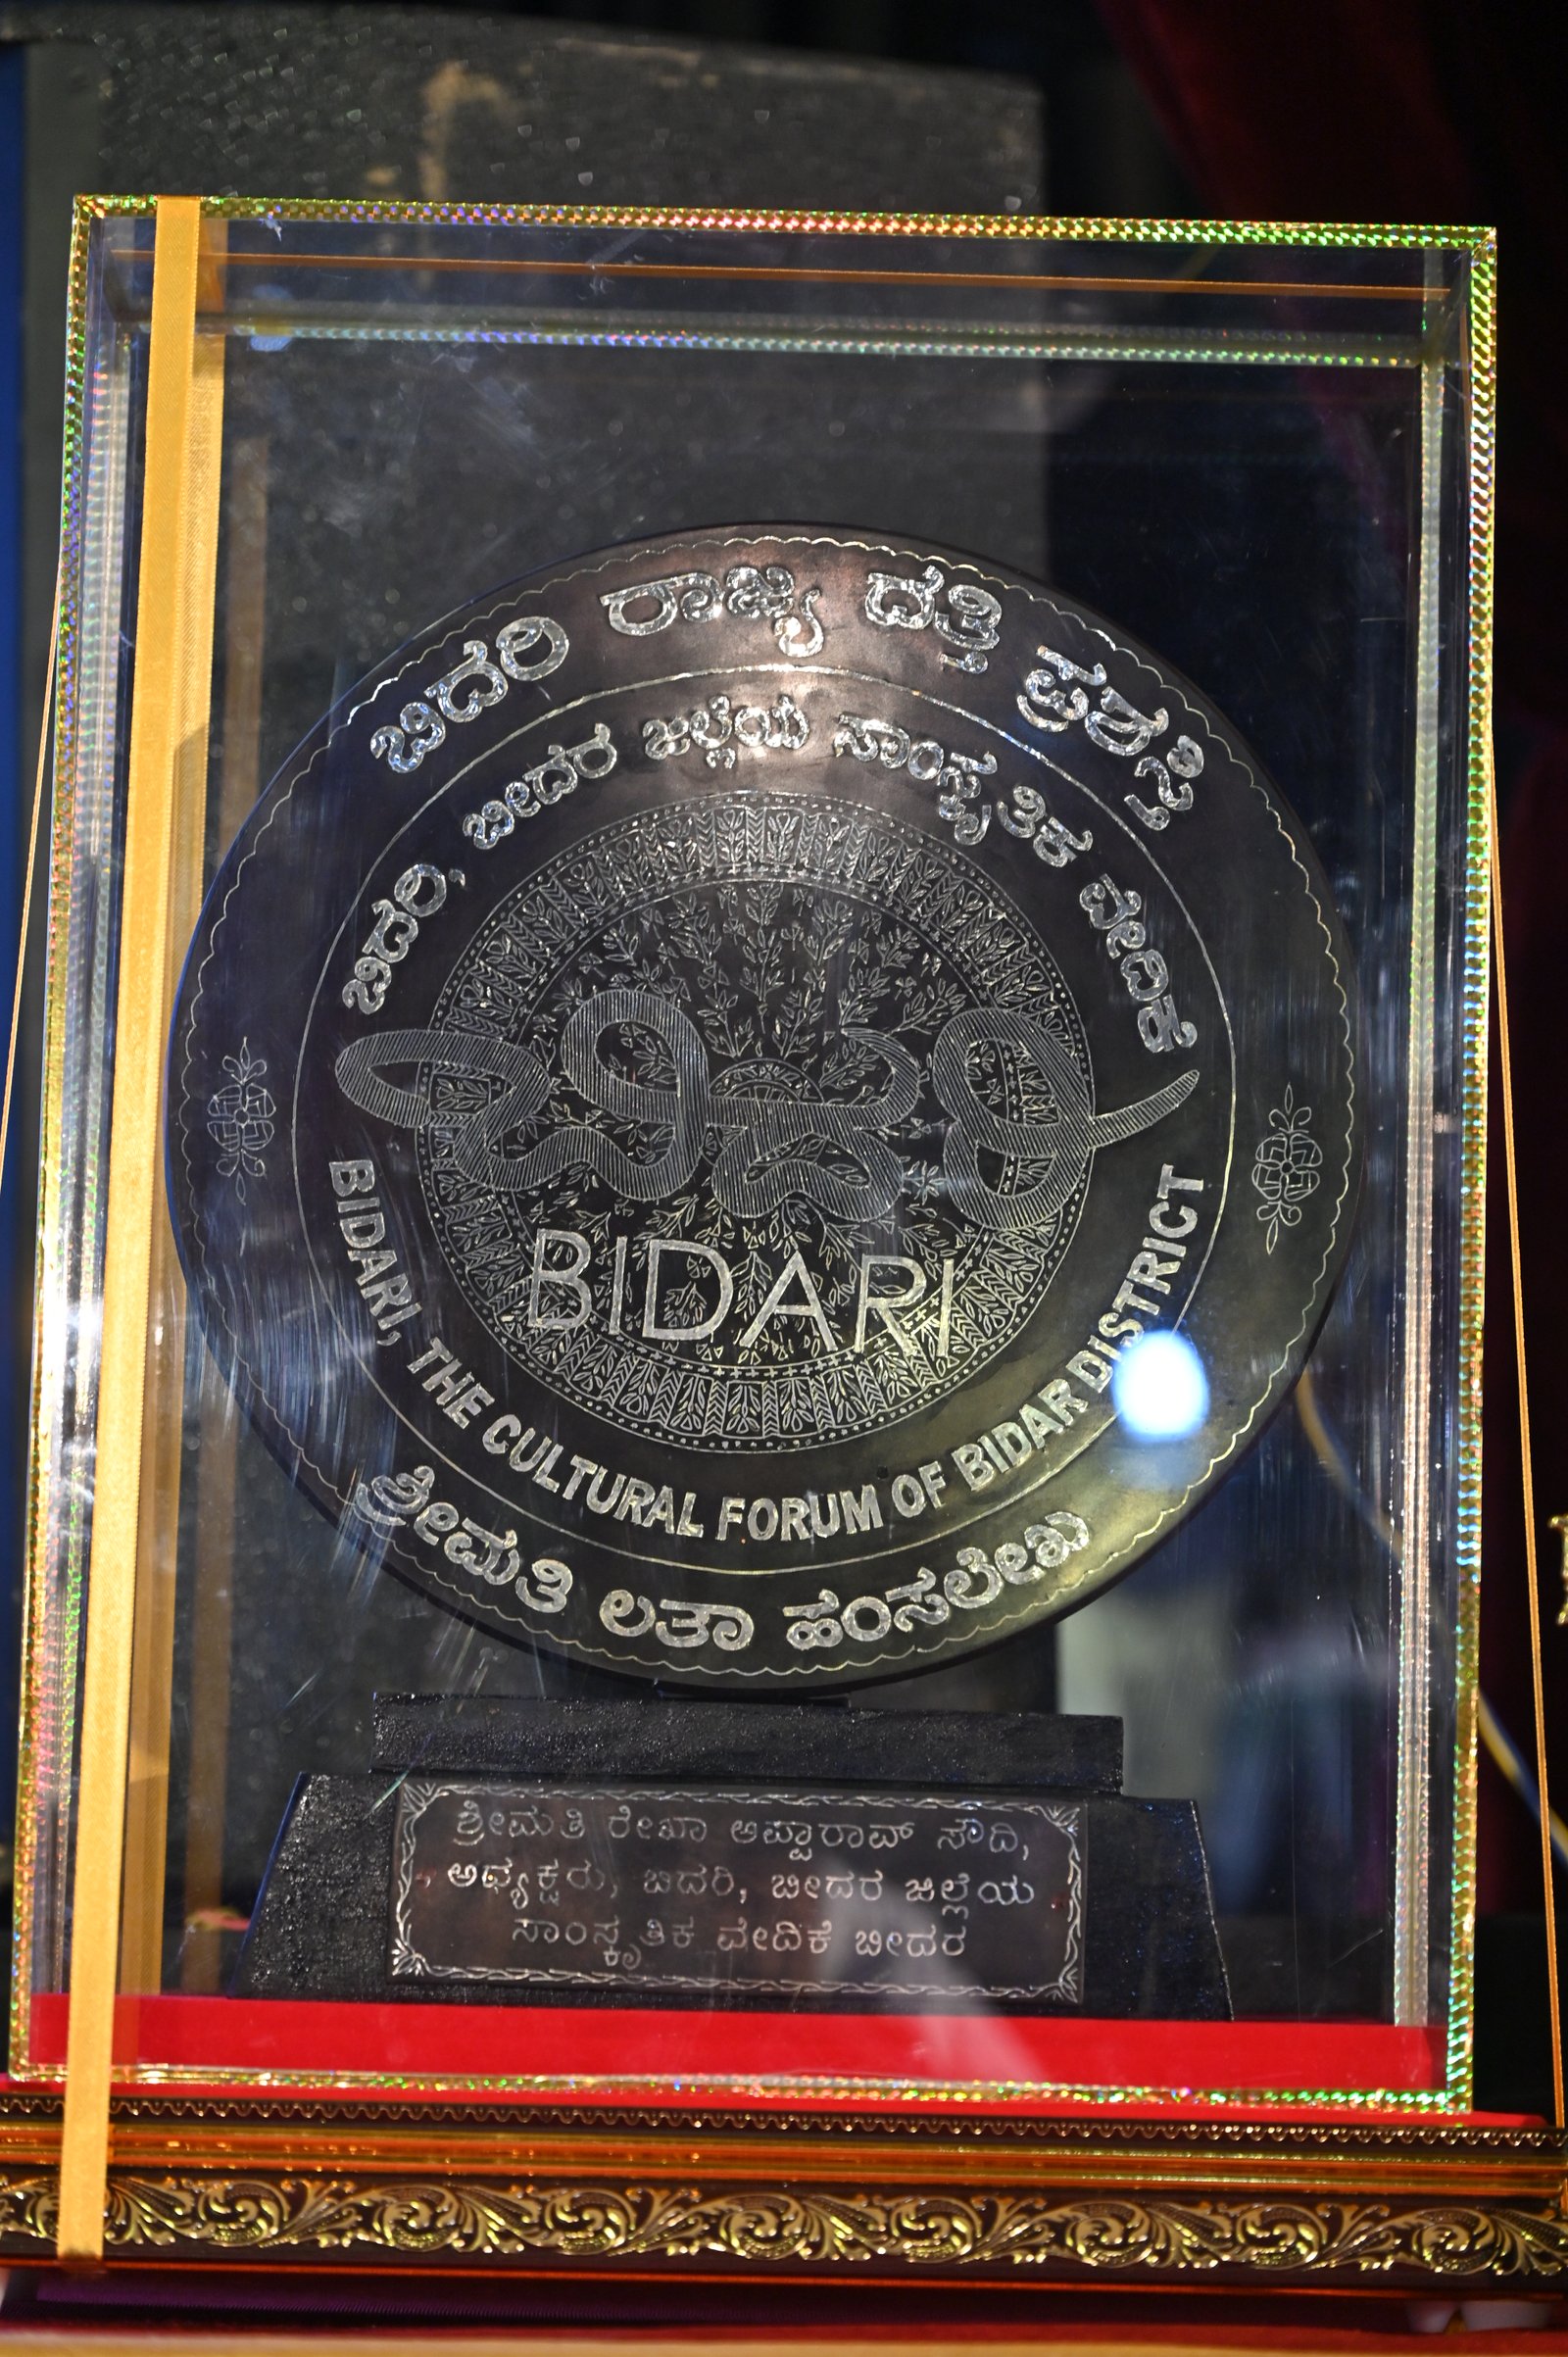 ಬಿದರಿ ರಾಜ್ಯ ದತ್ತಿ ಪ್ರಶಸ್ತಿ
ಬಿದರಿ, ಬೀದರ ಜಿಲ್ಲೆಯ ಸಾಂಸ್ಕೃತಿಕ ವೇದಿಕೆ
ಬಿದರಿ
BIDARI
BIDARI, THE CULTURAL FORUM OF BIDAR DISTRICT
ಶ್ರೀಮತಿ ಲತಾ ಹಂಸಲೇಖ
ಶ್ರೀಮತಿ ರೇಖಾ ಅಪ್ಪಾರಾವ್ ಸೌದಿ,
ಅಧ್ಯಕ್ಷರು, ಬಿದರಿ, ಬೀದರ ಜಿಲ್ಲೆಯ
ಸಾಂಸ್ಕೃತಿಕ ವೇದಿಕೆ ಬೀದರ